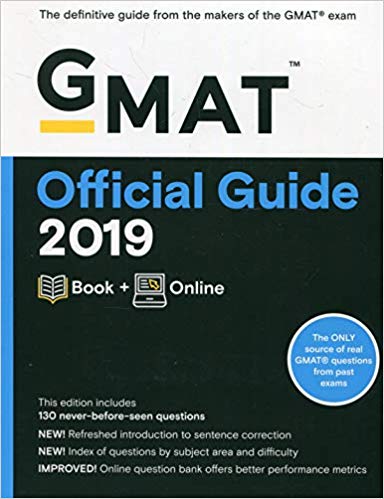 The definitive guide from the makers of the GMAT® exam
GMAT™
Official Guide
2019
Book + Online
The ONLY
source of real
GMAT® questions
from past
exams
This edition includes
130 never-before-seen questions
NEW! Refreshed introduction to sentence correction
NEW! Index of questions by subject area and difficulty
IMPROVED! Online question bank offers better performance metrics